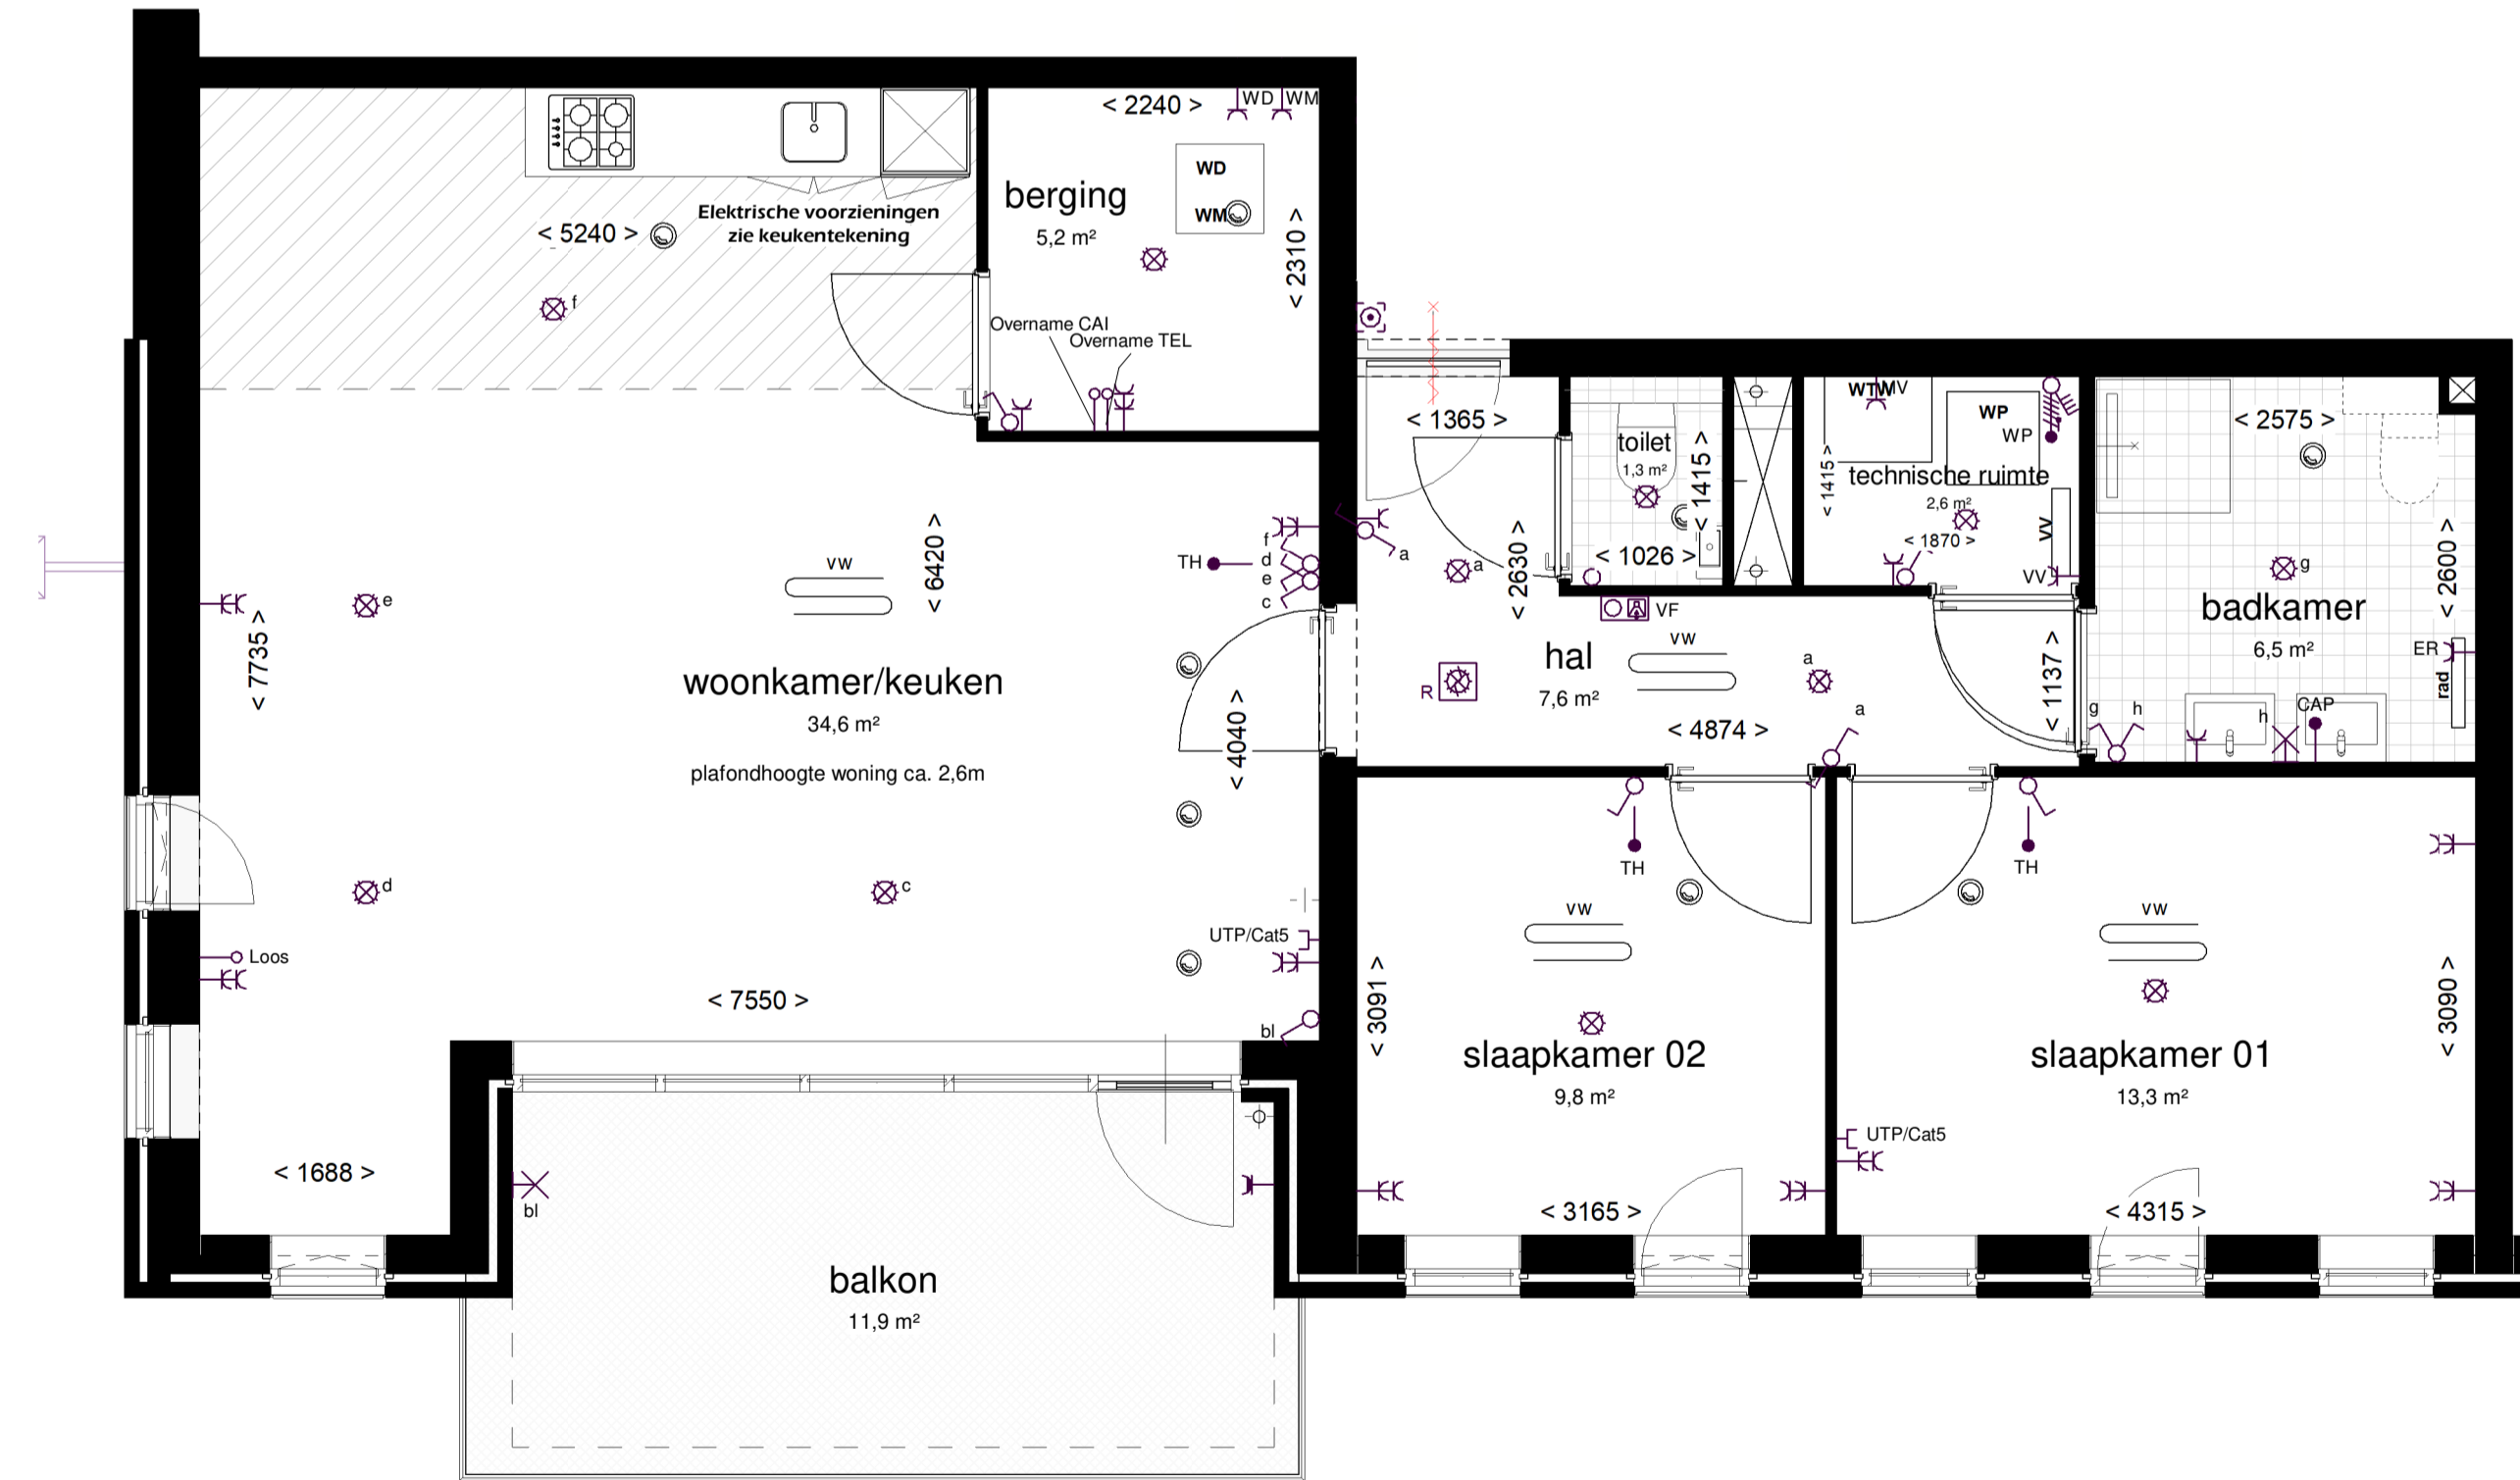 < 2240 >
WD
WM
WD
WM
berging
5,2 m²
< 2310 >
Elektrische voorzieningen
zie keukentekening
< 5240 >
f
Overname CAI
Overname TEL
< 1365 >
toilet
1,3 m²
< 1415 >
< 1026 >
WTW
MV
WP
WP
< 1415 >
technische ruimte
2,6 m²
< 1870 >
VV
VV
< 2575 >
< 2600 >
g
badkamer
6,5 m²
ER
rad
CAP
h
g
h
< 6420 >
vw
TH
f
d
e
c
a
a
< 2630 >
VF
vw
e
< 7735 >
woonkamer/keuken
34,6 m²
plafondhoogte woning ca. 2,6m
< 4040 >
R
hal
7,6 m²
a
< 4874 >
a
< 1137 >
d
c
TH
TH
vw
vw
UTP/Cat5
Loos
< 7550 >
bl
< 3091 >
slaapkamer 02
9,8 m²
slaapkamer 01
13,3 m²
< 3090 >
UTP/Cat5
< 1688 >
bl
< 3165 >
< 4315 >
balkon
11,9 m²